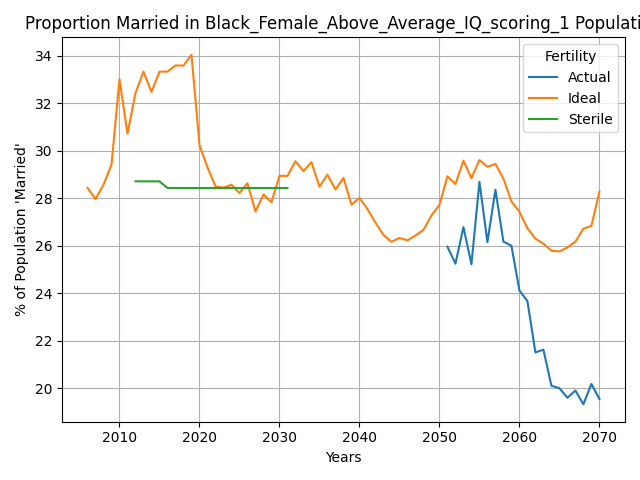 Proportion Married in Black_Female_Above_Average_IQ_scoring_1 Populati
34
32
30
28
26
24
22
20
% of Population 'Married'
Fertility
Actual
Ideal
Sterile
2010 2020 2030 2040 2050 2060 2070
Years